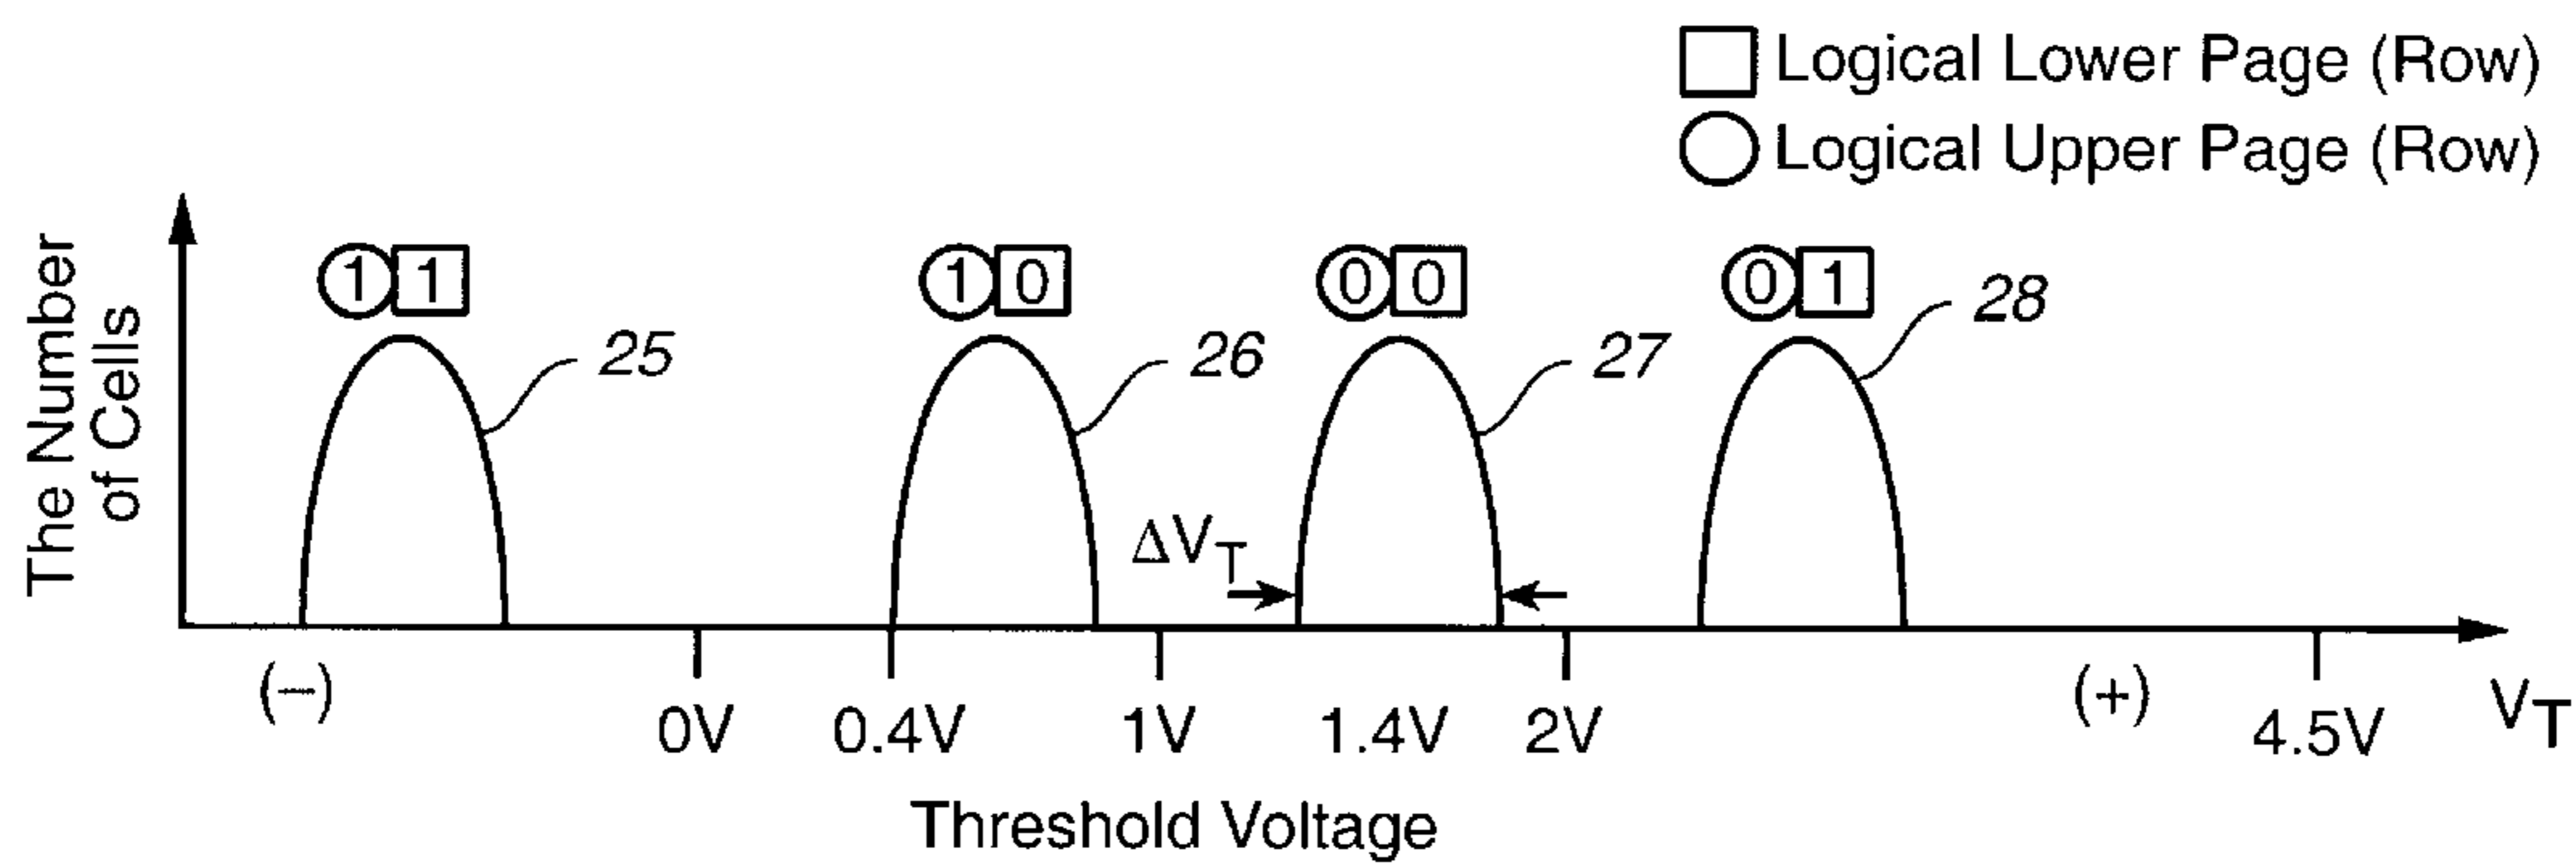 Logical Lower Page (Row)
Logical Upper Page (Row)
The Number
of Cells
1 1
1 0
0 0
0 1
25
26
27
28
ΔVT
(–)
0V
0.4V
1V
1.4V
2V
(+)
4.5V
VT
Threshold Voltage